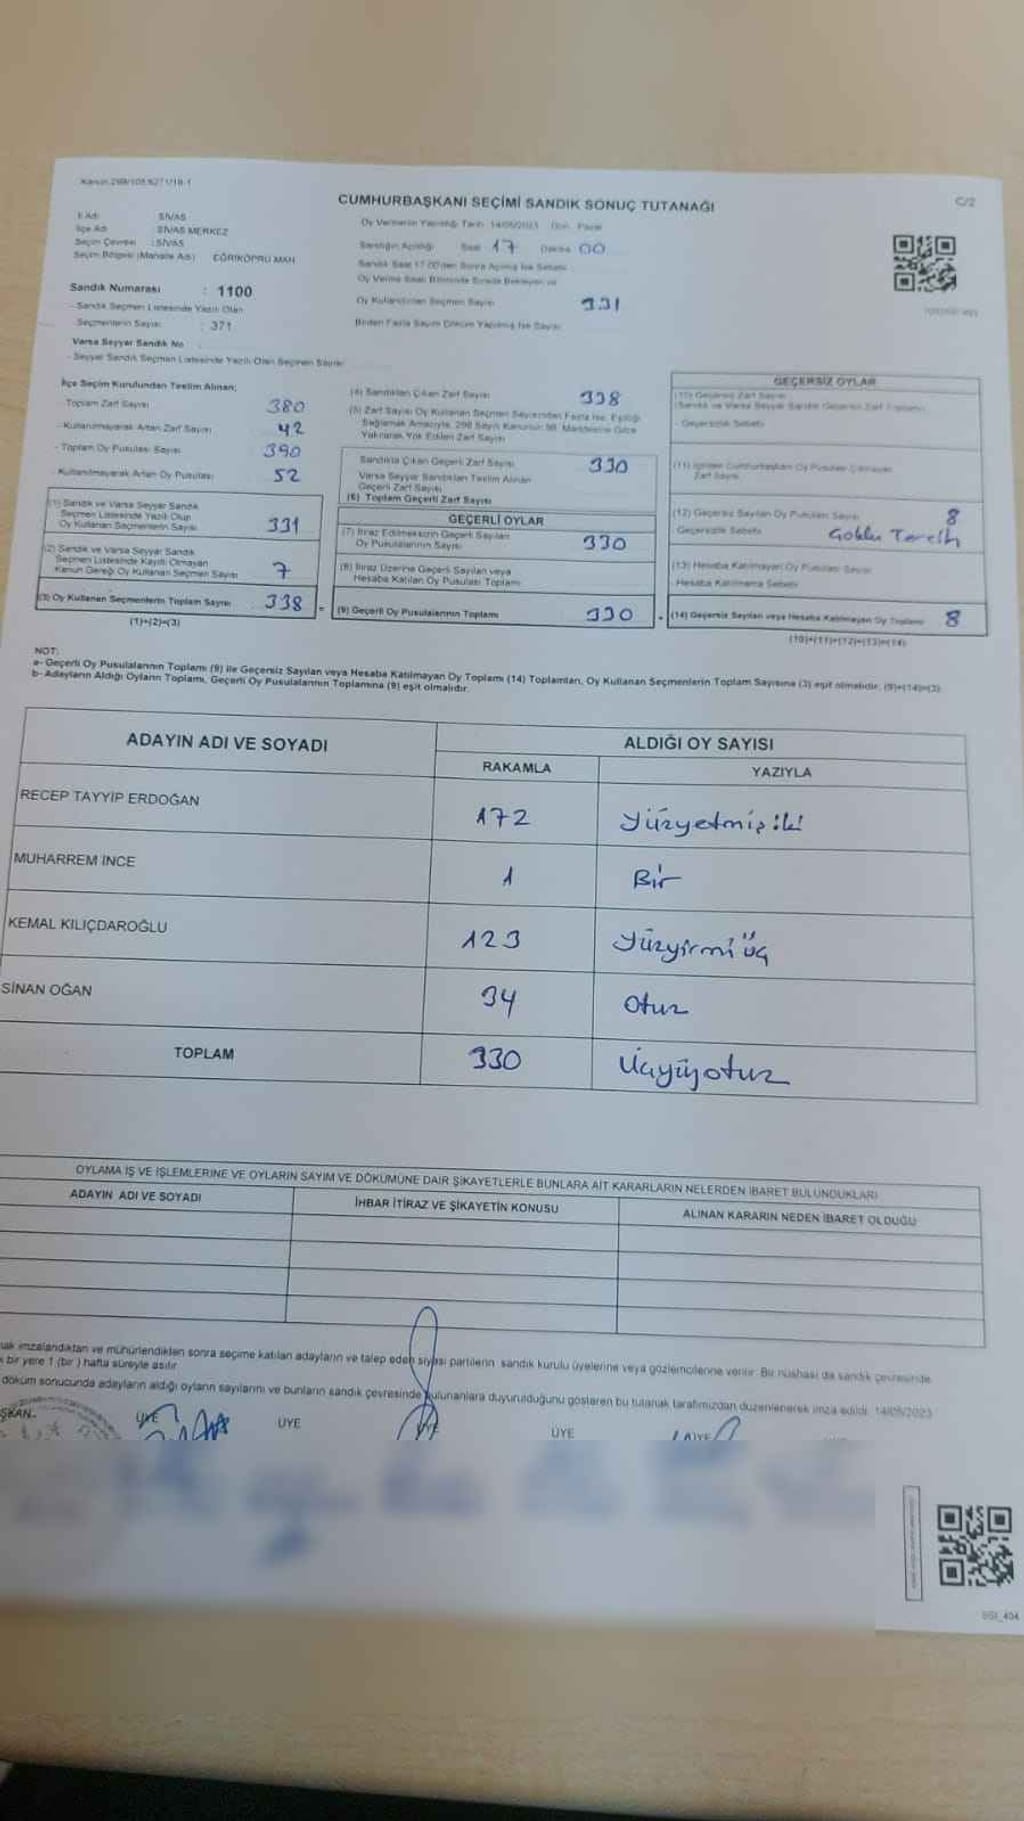 Kanun:298/105,6271/18-1
CUMHURBAŞKANI SEÇİMİ SANDIK SONUÇ TUTANAĞI
C/2
İl Adı SİVAS
İlçe Adı SİVAS MERKEZ
Seçim Çevresi : SİVAS
Seçim Bölgesi (Mahalle Adı) EĞRİKÖPRÜ MAH.
Sandık Numarası : 1100
- Sandık Seçmen Listesinde Yazılı Olan
Seçmenlerin Sayısı : 371
Varsa Seyyar Sandık No
- Seyyar Sandık Seçmen Listesinde Yazılı Olan Seçmen Sayısı
Oy Vermenin Yapıldığı Tarih 14/05/2023 Gün Pazar
Sandığın Açıldığı Saat 17 Dakika 00
Sandık Saat 17.00'den Sonra Açılmış İse Sebebi
Oy Verme Saati Bitiminde Sırada Bekleyen ve
Oy Kullandırılan Seçmen Sayısı 331
Birden Fazla Sayım Döküm Yapılmış İse Sayısı
İlçe Seçim Kurulundan Teslim Alınan;
- Toplam Zarf Sayısı 380
- Kullanılmayarak Artan Zarf Sayısı 42
- Toplam Oy Pusulası Sayısı 390
- Kullanılmayarak Artan Oy Pusulası 52
(1) Sandık ve Varsa Seyyar Sandık
Seçmen Listesinde Yazılı Olup
Oy Kullanan Seçmenlerin Sayısı 331
(2) Sandık ve Varsa Seyyar Sandık
Seçmen Listesinde Kayıtlı Olmayan
Kanun Gereği Oy Kullanan Seçmen Sayısı 7
(3) Oy Kullanan Seçmenlerin Toplam Sayısı 338
(1)+(2)=(3)
(4) Sandıktan Çıkan Zarf Sayısı 338
(5) Zarf Sayısı Oy Kullanan Seçmen Sayısından Fazla İse, Eşitliği
Sağlamak Amacıyla, 298 Sayılı Kanunun 98. Maddesine Göre
Yakılarak Yok Edilen Zarf Sayısı
Sandıkta Çıkan Geçerli Zarf Sayısı 330
Varsa Seyyar Sandıktan Teslim Alınan
Geçerli Zarf Sayısı
(6) Toplam Geçerli Zarf Sayısı
GEÇERLİ OYLAR
(7) İtiraz Edilmeksizin Geçerli Sayılan
Oy Pusulalarının Sayısı 330
(8) İtiraz Üzerine Geçerli Sayılan veya
Hesaba Katılan Oy Pusulası Toplamı
(9) Geçerli Oy Pusulalarının Toplamı 330
GEÇERSİZ OYLAR
(10) Geçersiz Zarf Sayısı
(Sandık ve Varsa Seyyar Sandık Geçersiz Zarf Toplamı)
- Geçersizlik Sebebi
(11) İçinden Cumhurbaşkanı Oy Pusulası Çıkmayan
Zarf Sayısı
(12) Geçersiz Sayılan Oy Pusulası Sayısı 8
Geçersizlik Sebebi Çoklu Tercih
(13) Hesaba Katılmayan Oy Pusulası Sayısı
- Hesaba Katılmama Sebebi
(14) Geçersiz Sayılan veya Hesaba Katılmayan Oy Toplamı 8
(10)+(11)+(12)+(13)=(14)
NOT:
a- Geçerli Oy Pusulalarının Toplamı (9) ile Geçersiz Sayılan veya Hesaba Katılmayan Oy Toplamı (14) Toplamları, Oy Kullanan Seçmenlerin Toplam Sayısına (3) eşit olmalıdır. (9)+(14)=(3)
b- Adayların Aldığı Oyların Toplamı, Geçerli Oy Pusulalarının Toplamına (9) eşit olmalıdır.
ADAYIN ADI VE SOYADI
ALDIĞI OY SAYISI
RAKAMLA YAZIYLA
RECEP TAYYİP ERDOĞAN 172 Yüzyetmişiki
MUHARREM İNCE 1 Bir
KEMAL KILIÇDAROĞLU 123 Yüzyirmiüç
SİNAN OĞAN 34 Otuz
TOPLAM 330 Üçyüzotuz
OYLAMA İŞ VE İŞLEMLERİNE VE OYLARIN SAYIM VE DÖKÜMÜNE DAİR ŞİKAYETLERLE BUNLARA AİT KARARLARIN NELERDEN İBARET BULUNDUKLARI
ADAYIN ADI VE SOYADI İHBAR İTİRAZ VE ŞİKAYETİN KONUSU ALINAN KARARIN NEDEN İBARET OLDUĞU
imzalandıktan ve mühürlendikten sonra seçime katılan adayların ve talep eden siyasi partilerin sandık kurulu üyelerine veya gözlemcilerine verilir. Bir nüshası da sandık çevresinde
bir yere 1 (bir) hafta süreyle asılır.
döküm sonucunda adayların aldığı oyların sayılarını ve bunların sandık çevresinde bulunanlara duyurulduğunu gösteren bu tutanak tarafımızdan düzenlenerek imza edildi. 14/05/2023
ŞKAN ÜYE ÜYE ÜYE ÜYE ÜYE